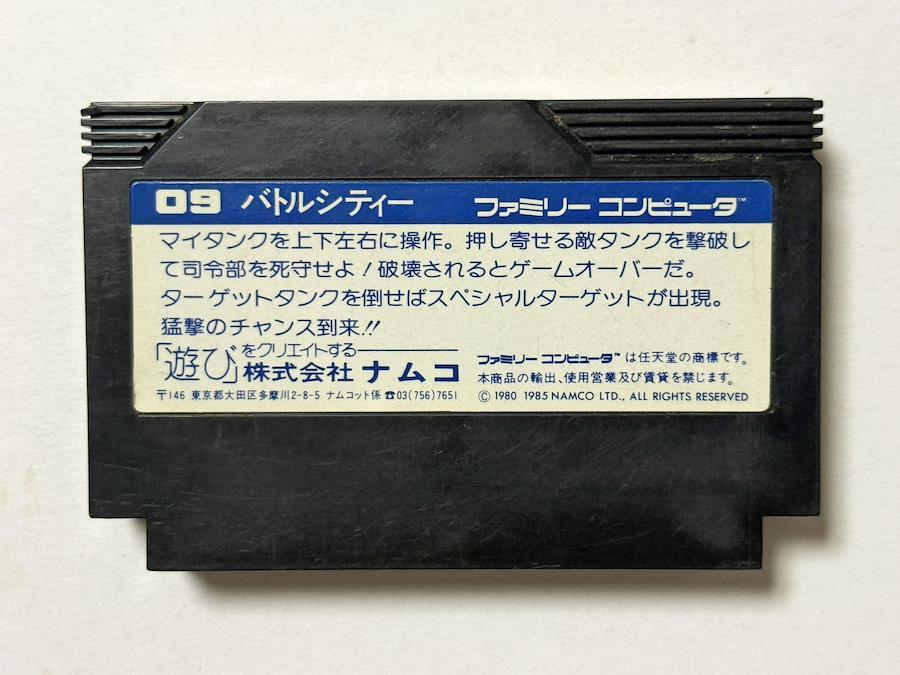 09 バトルシティー ファミリー コンピュータ™
マイタンクを上下左右に操作。押し寄せる敵タンクを撃破し
て司令部を死守せよ！破壊されるとゲームオーバーだ。
ターゲットタンクを倒せばスペシャルターゲットが出現。
猛撃のチャンス到来!!
「遊び」をクリエイトする
株式会社 ナムコ
〒146 東京都大田区多摩川2-8-5 ナムコット係 ☎03(756)7651
ファミリー コンピュータ™ は任天堂の商標です。
本商品の輸出、使用営業及び賃貸を禁じます。
© 1980 1985 NAMCO LTD., ALL RIGHTS RESERVED